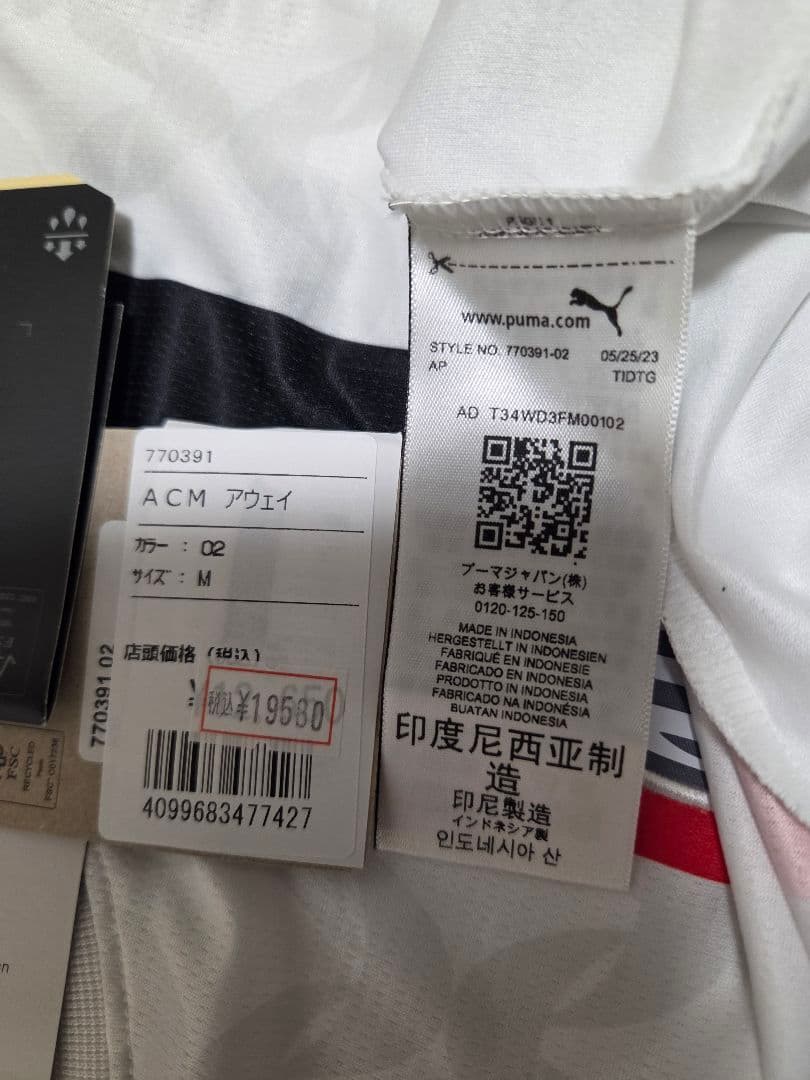 770391
ACM アウェイ
カラー : 02
サイズ : M
店頭価格 (税込)
税込¥19580
4099683477427
770391 02
FSC
RECYCLED
www.puma.com
STYLE NO. 770391-02 05/25/23
AP TIDTG
AD T34WD3FM00102
プーマジャパン(株)
お客様サービス
0120-125-150
MADE IN INDONESIA
HERGESTELLT IN INDONESIEN
FABRIQUÉ EN INDONÉSIE
FABRICADO EN INDONESIA
PRODOTTO IN INDONESIA
FABRICADO NA INDONÉSIA
BUATAN INDONESIA
印度尼西亚制
造
印尼製造
インドネシア製
인도네시아 산